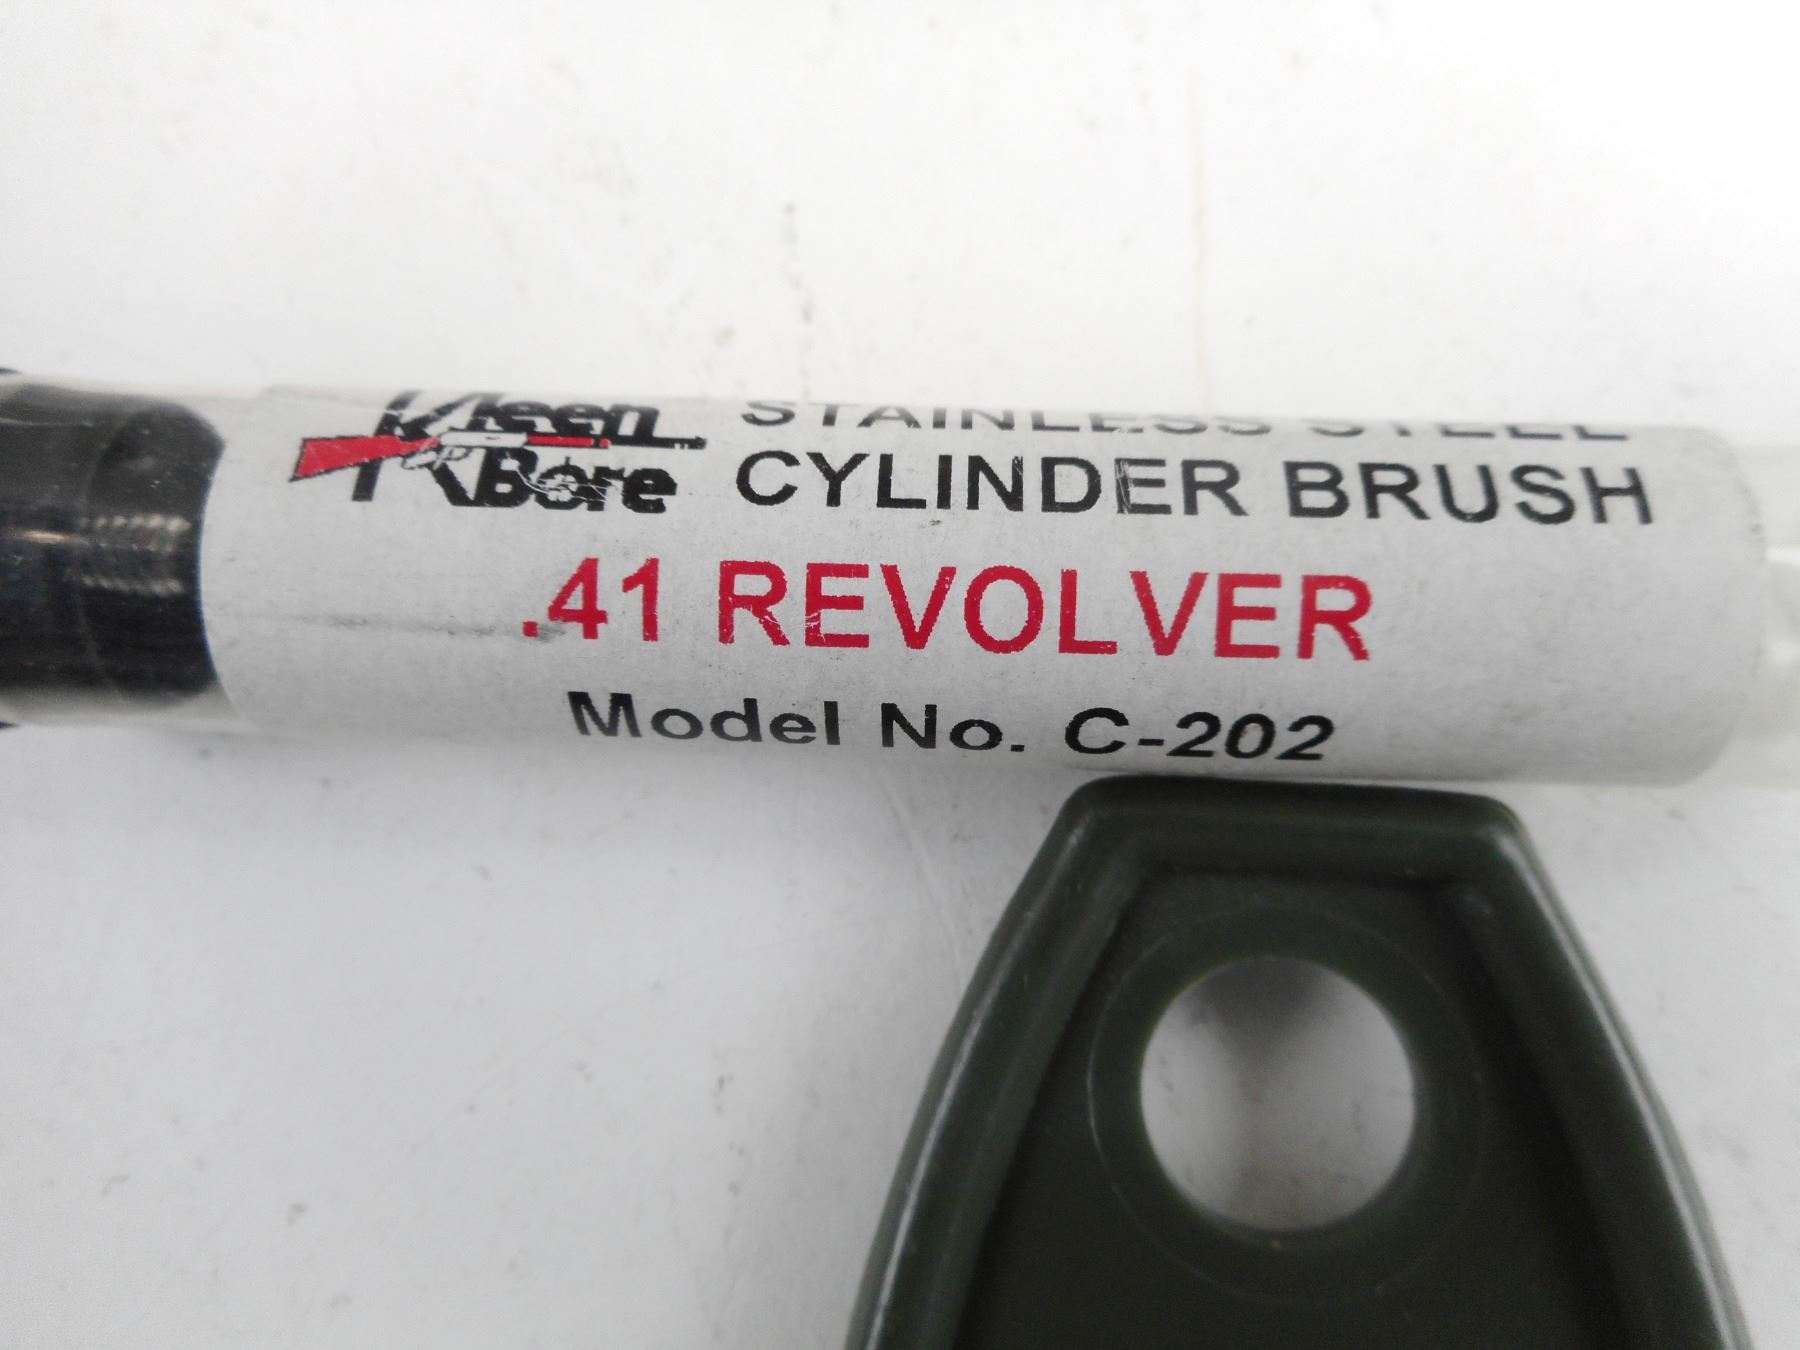 Kleen
Bore
STAINLESS STEEL
CYLINDER BRUSH
.41 REVOLVER
Model No. C-202